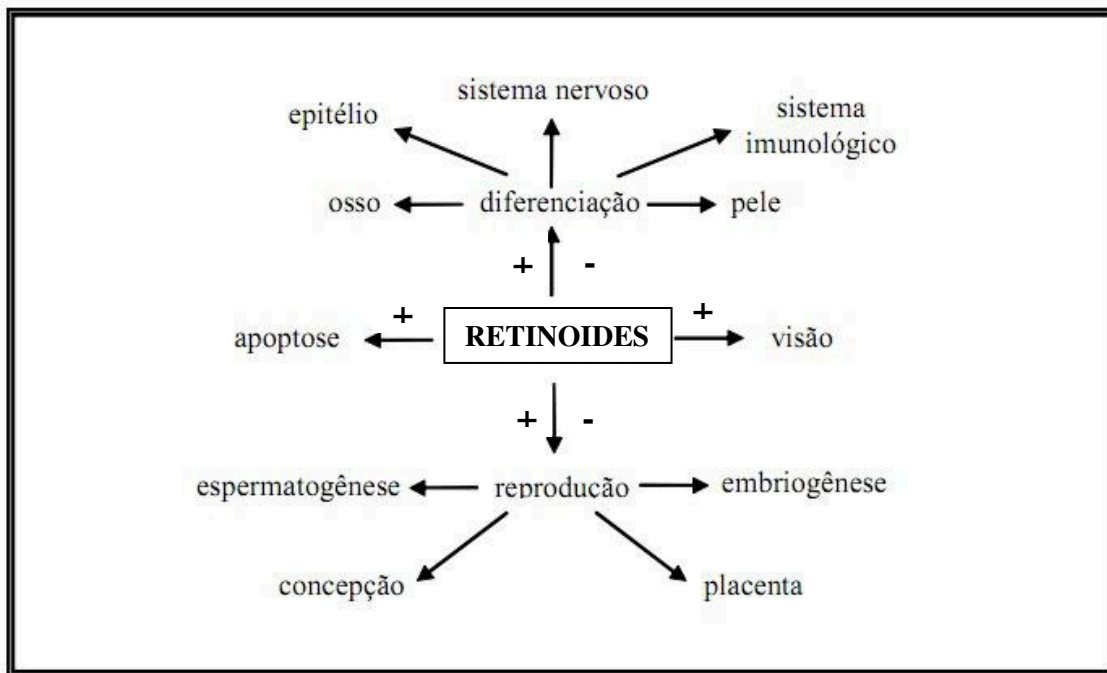 sistema nervoso
epitélio
sistema
imunológico
osso
diferenciação
pele
+ -
apoptose
+
RETINOIDES
+
visão
+ -
espermatogênese
reprodução
embriogênese
concepção
placenta